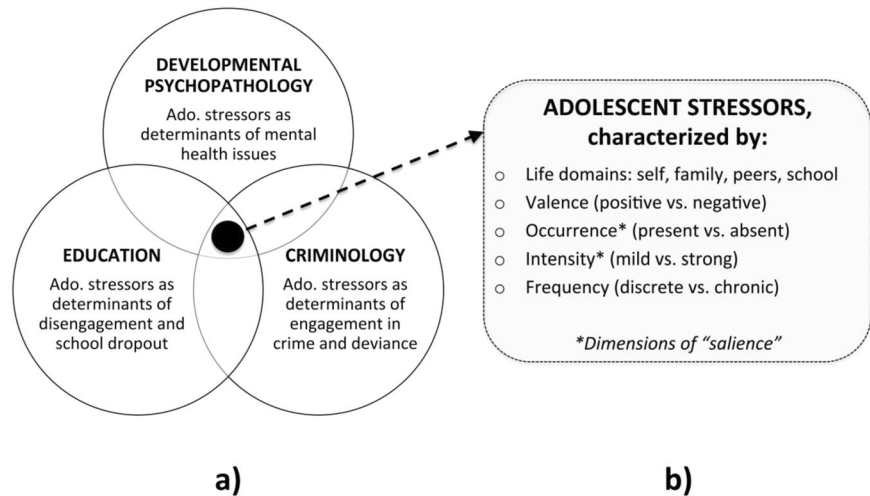 DEVELOPMENTAL
PSYCHOPATHOLOGY
Ado. stressors as
determinants of mental
health issues
EDUCATION
Ado. stressors as
determinants of
disengagement and
school dropout
CRIMINOLOGY
Ado. stressors as
determinants of
engagement in
crime and deviance
a)
ADOLESCENT STRESSORS,
characterized by:
o Life domains: self, family, peers, school
o Valence (positive vs. negative)
o Occurrence* (present vs. absent)
o Intensity* (mild vs. strong)
o Frequency (discrete vs. chronic)
*Dimensions of “salience”
b)